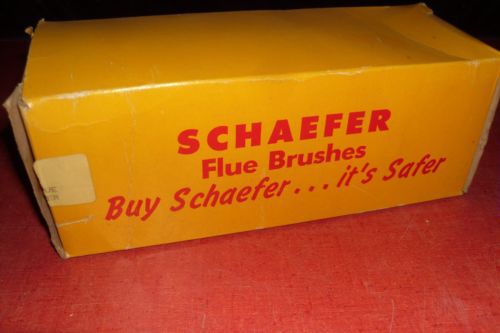 SCHAEFER
Flue Brushes
Buy Schaefer... it's Safer